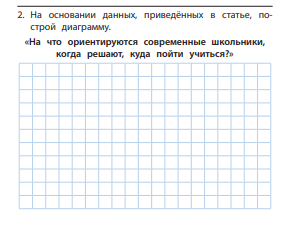 2. На основании данных, приведённых в статье, по-
строй диаграмму.
«На что ориентируются современные школьники,
когда решают, куда пойти учиться?»